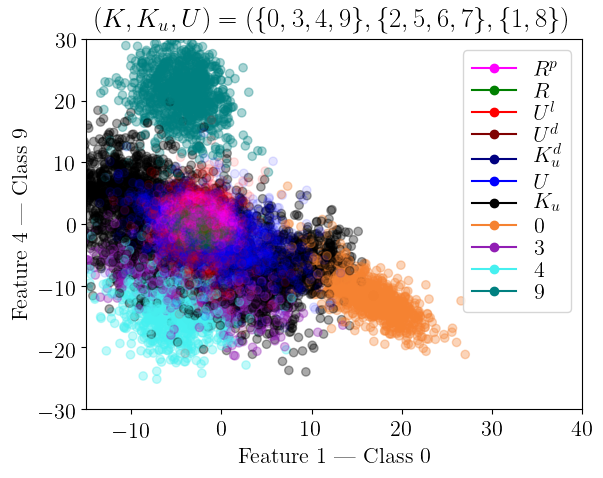 (K, K_u, U) = ({0, 3, 4, 9}, {2, 5, 6, 7}, {1, 8})
30
20
10
0
−10
−20
−30
Feature 4 — Class 9
−10
0
10
20
30
40
Feature 1 — Class 0
R^p
R
U^l
U^d
K_u^d
U
K_u
0
3
4
9